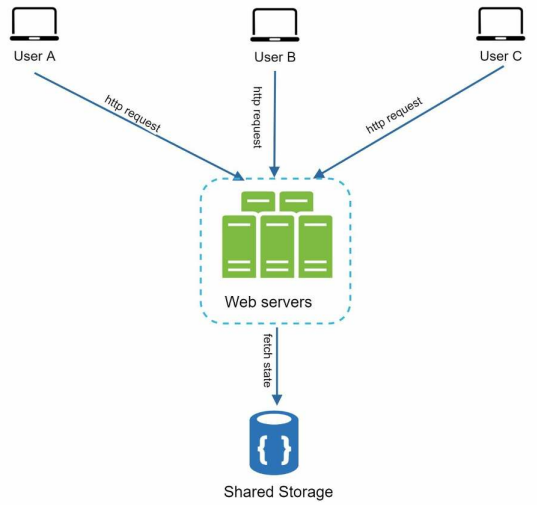 User A
User B
User C
http request
http request
http request
Web servers
fetch state
{ }
Shared Storage